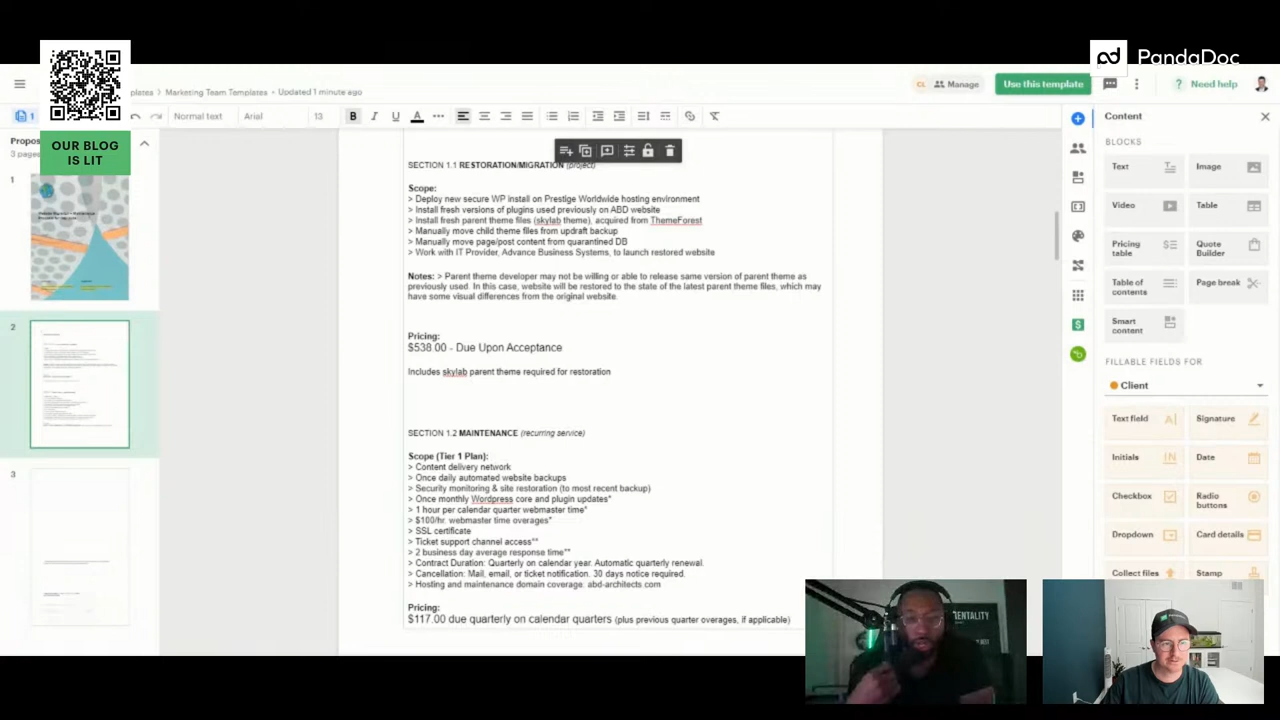 PandaDoc
plates > Marketing Team Templates • Updated 1 minute ago
CL Manage
Use this template
Need help
1
Normal text
Arial
13
B
I
U
A
Content
OUR BLOG
IS LIT
Propo
3 pages
1
2
3
SECTION 1.1 RESTORATION/MIGRATION (project)
Scope:
> Deploy new secure WP install on Prestige Worldwide hosting environment
> Install fresh versions of plugins used previously on ABD website
> Install fresh parent theme files (skylab theme), acquired from ThemeForest
> Manually move child theme files from updraft backup
> Manually move page/post content from quarantined DB
> Work with IT Provider, Advance Business Systems, to launch restored website
Notes: > Parent theme developer may not be willing or able to release same version of parent theme as
previously used. In this case, website will be restored to the state of the latest parent theme files, which may
have some visual differences from the original website.
Pricing:
$538.00 - Due Upon Acceptance
Includes skylab parent theme required for restoration
SECTION 1.2 MAINTENANCE (recurring service)
Scope (Tier 1 Plan):
> Content delivery network
> Once daily automated website backups
> Security monitoring & site restoration (to most recent backup)
> Once monthly Wordpress core and plugin updates*
> 1 hour per calendar quarter webmaster time*
> $100/hr. webmaster time overages*
> SSL certificate
> Ticket support channel access**
> 2 business day average response time**
> Contract Duration: Quarterly on calendar year. Automatic quarterly renewal.
> Cancellation: Mail, email, or ticket notification. 30 days notice required.
> Hosting and maintenance domain coverage: abd-architects.com
Pricing:
$117.00 due quarterly on calendar quarters (plus previous quarter overages, if applicable)
BLOCKS
Text
Image
Video
Table
Pricing
table
Quote
Builder
Table of
contents
Page break
Smart
content
FILLABLE FIELDS FOR
Client
Text field
Signature
Initials
Date
Checkbox
Radio
buttons
Dropdown
Card details
Collect files
Stamp
ENTALITY